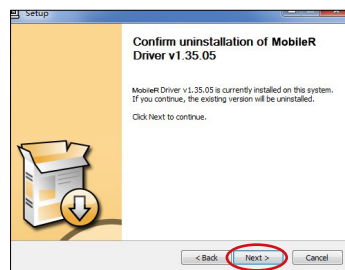 Setup
Confirm uninstallation of MobileR
Driver v1.35.05
MobileR Driver v1.35.05 is currently installed on this system.
If you continue, the existing version will be uninstalled.
Click Next to continue.
< Back
Next >
Cancel